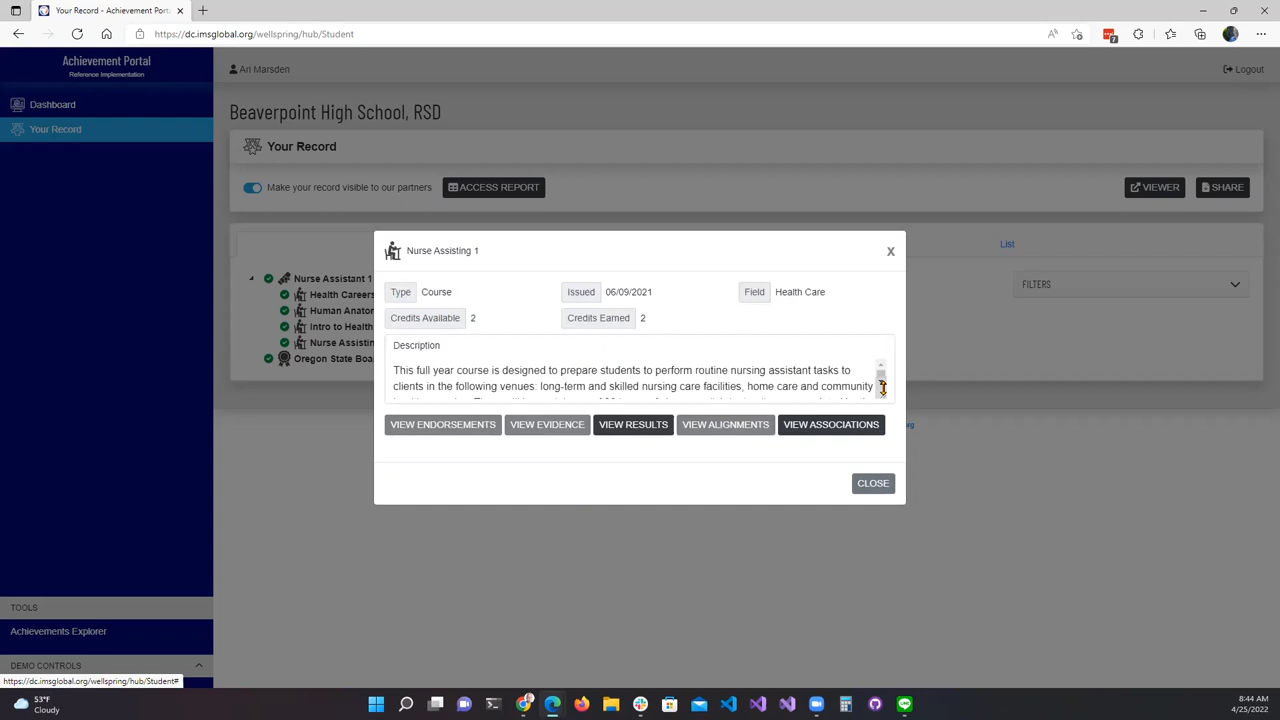 Your Record - Achievement Port
https://dc.imsglobal.org/wellspring/hub/Student
7
Achievement Portal
Reference Implementation
Ari Marsden
Logout
Dashboard
Your Record
Beaverpoint High School, RSD
Your Record
Make your record visible to our partners
ACCESS REPORT
VIEWER
SHARE
List
Nurse Assistant 1
Health Careers
Human Anaton
Intro to Health
Nurse Assistin
Oregon State Boar
FILTERS
Nurse Assisting 1
X
Type Course
Issued 06/09/2021
Field Health Care
Credits Available 2
Credits Earned 2
Description
This full year course is designed to prepare students to perform routine nursing assistant tasks to
clients in the following venues: long-term and skilled nursing care facilities, home care and community
VIEW ENDORSEMENTS
VIEW EVIDENCE
VIEW RESULTS
VIEW ALIGNMENTS
VIEW ASSOCIATIONS
org
CLOSE
TOOLS
Achievements Explorer
DEMO CONTROLS
https://dc.imsglobal.org/wellspring/hub/Student#
53°F
Cloudy
8:44 AM
4/25/2022